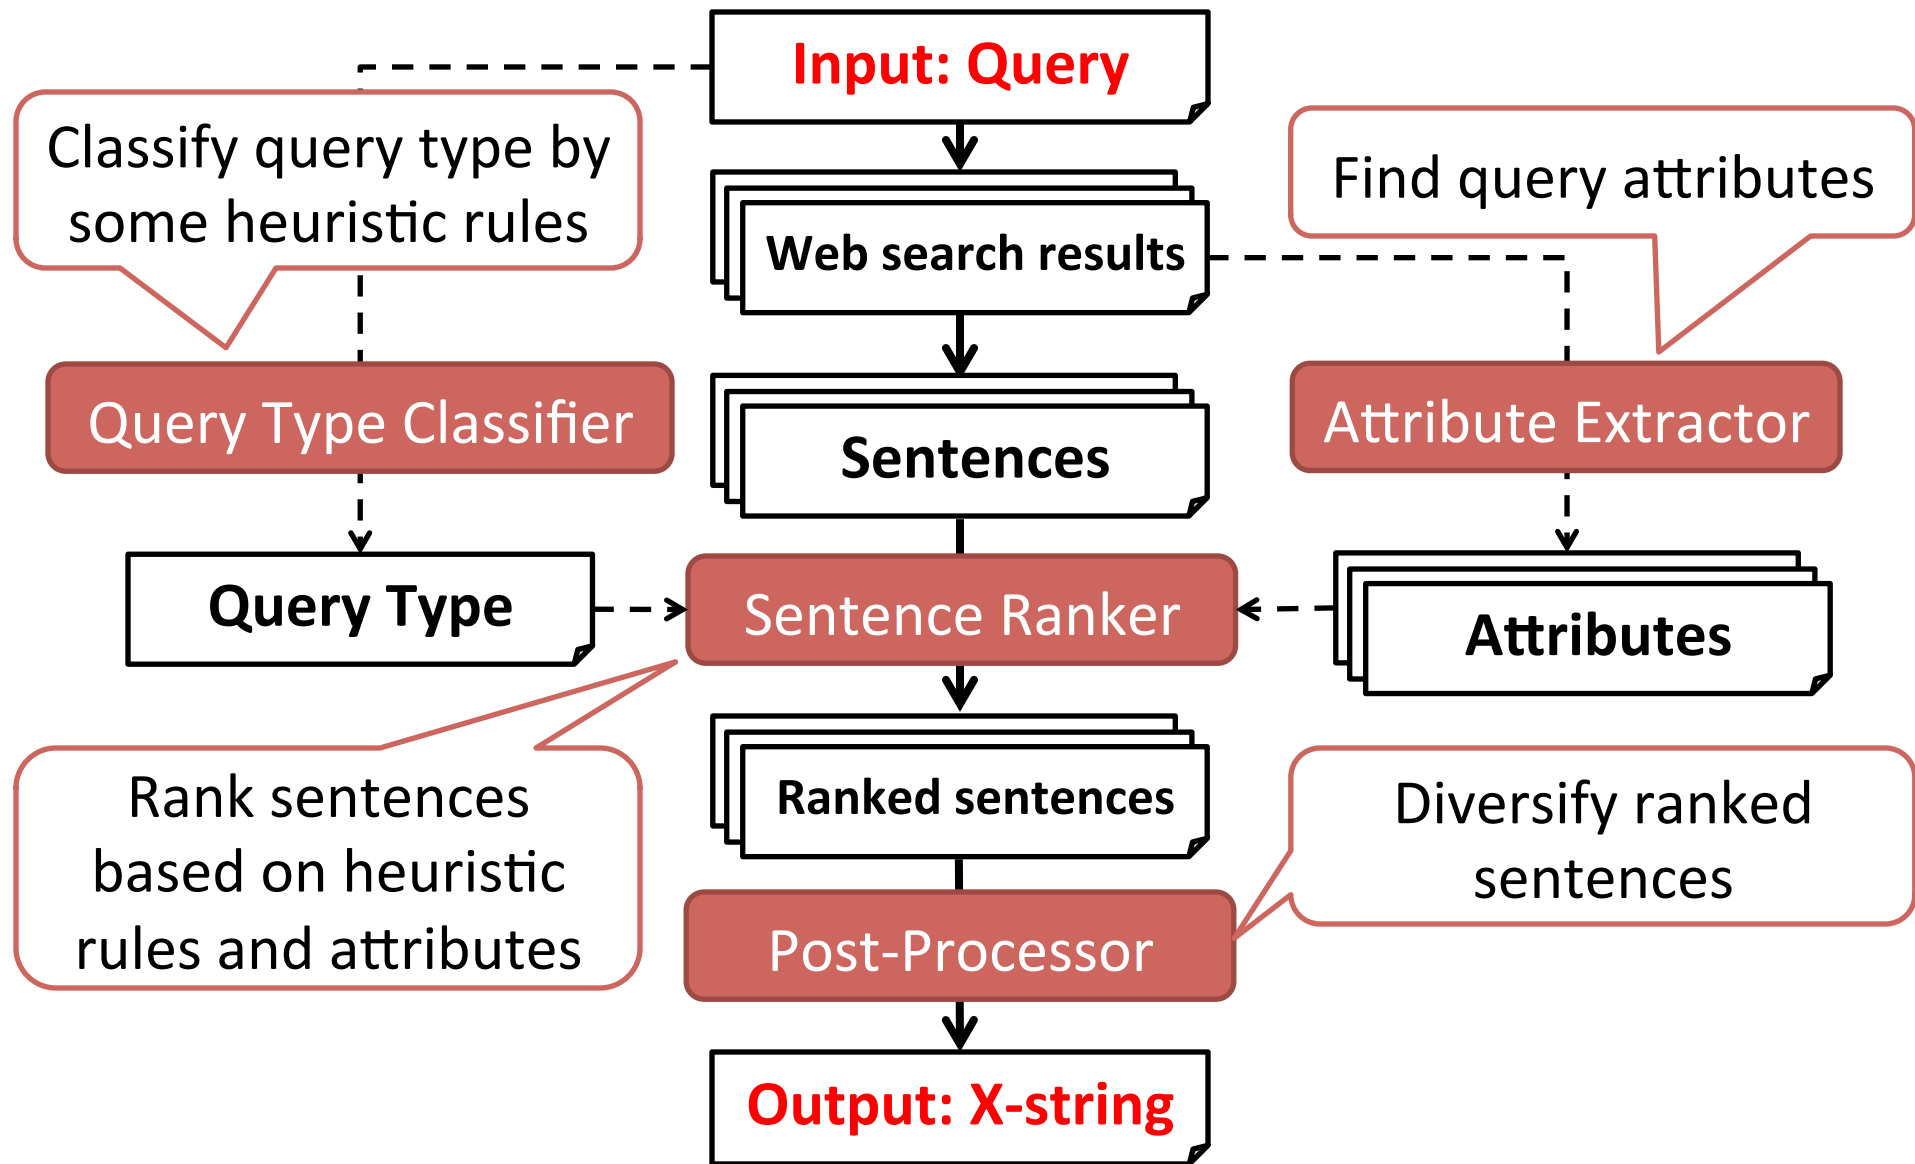 Input: Query
Classify query type by
some heuristic rules
Find query attributes
Web search results
Query Type Classifier
Sentences
Attribute Extractor
Query Type
Sentence Ranker
Attributes
Rank sentences
based on heuristic
rules and attributes
Ranked sentences
Diversify ranked
sentences
Post-Processor
Output: X-string